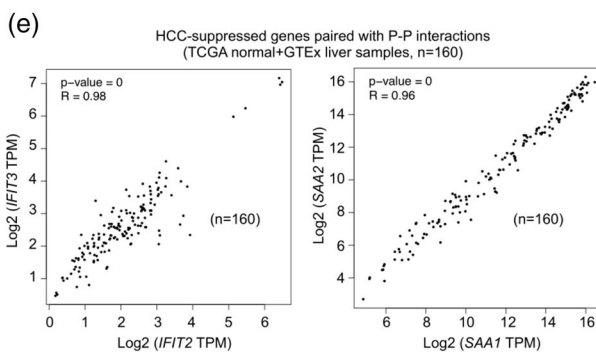 (e)
HCC-suppressed genes paired with P-P interactions
(TCGA normal+GTEx liver samples, n=160)
p-value = 0
R = 0.98
(n=160)
Log2 (IFIT3 TPM)
7
6
5
4
3
2
1
0 1 2 3 4 5 6
Log2 (IFIT2 TPM)
p-value = 0
R = 0.96
(n=160)
Log2 (SAA2 TPM)
16
14
12
10
8
6
4
6 8 10 12 14 16
Log2 (SAA1 TPM)